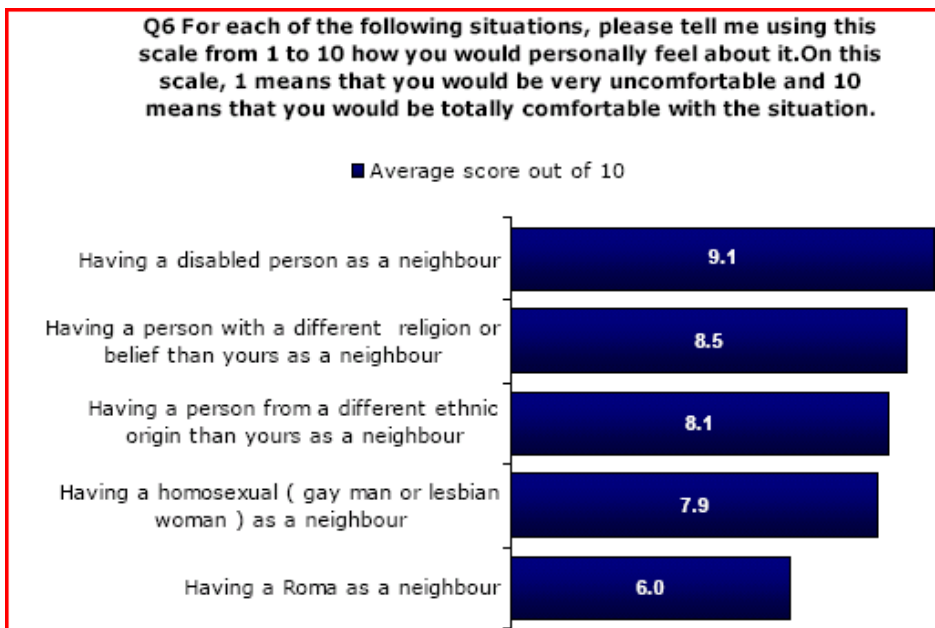 Q6 For each of the following situations, please tell me using this
scale from 1 to 10 how you would personally feel about it.On this
scale, 1 means that you would be very uncomfortable and 10
means that you would be totally comfortable with the situation.
Average score out of 10
Having a disabled person as a neighbour
9.1
Having a person with a different religion or
belief than yours as a neighbour
8.5
Having a person from a different ethnic
origin than yours as a neighbour
8.1
Having a homosexual ( gay man or lesbian
woman ) as a neighbour
7.9
Having a Roma as a neighbour
6.0